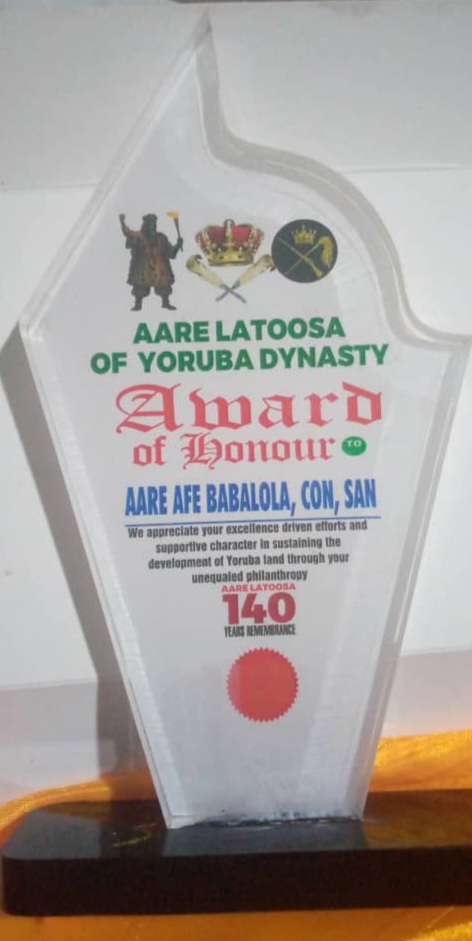 AARE LATOOSA
OF YORUBA DYNASTY
Award
of Honour TO
AARE AFE BABALOLA, CON, SAN
We appreciate your excellence driven efforts and
supportive character in sustaining the
development of Yoruba land through your
unequaled philanthropy
AARE LATOOSA
140
YEARS REMEMBRANCE